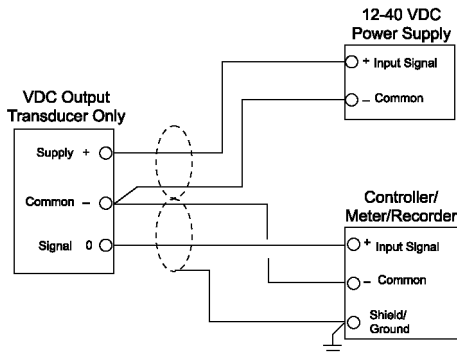 12-40 VDC
Power Supply
+ Input Signal
– Common
VDC Output
Transducer Only
Supply +
Common –
Signal 0
Controller/
Meter/Recorder
+ Input Signal
– Common
Shield/
Ground